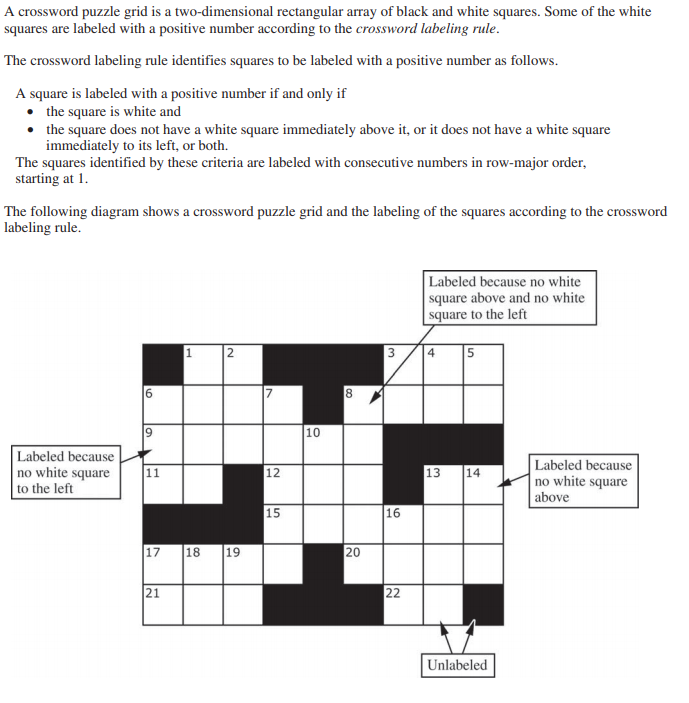 A crossword puzzle grid is a two-dimensional rectangular array of black and white squares. Some of the white
squares are labeled with a positive number according to the crossword labeling rule.
The crossword labeling rule identifies squares to be labeled with a positive number as follows.
A square is labeled with a positive number if and only if
• the square is white and
• the square does not have a white square immediately above it, or it does not have a white square
immediately to its left, or both.
The squares identified by these criteria are labeled with consecutive numbers in row-major order,
starting at 1.
The following diagram shows a crossword puzzle grid and the labeling of the squares according to the crossword
labeling rule.
Labeled because no white
square above and no white
square to the left
1 2 3 4 5
6 7 8
9 10
Labeled because
no white square
to the left
11 12 13 14
Labeled because
no white square
above
15 16
17 18 19 20
21 22
Unlabeled